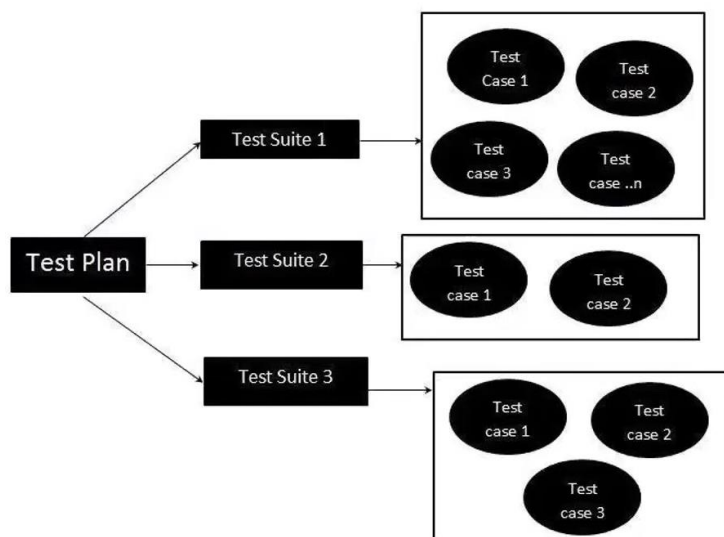 Test
Case 1
Test
case 2
Test Suite 1
Test
case 3
Test
case ..n
Test Plan
Test Suite 2
Test
case 1
Test
case 2
Test Suite 3
Test
case 1
Test
case 2
Test
case 3